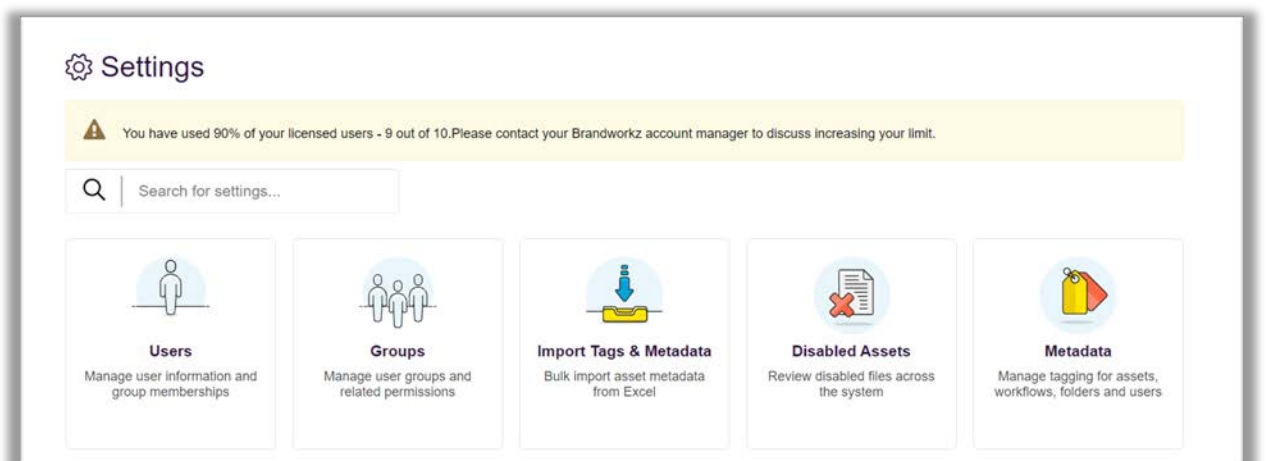 Settings
You have used 90% of your licensed users - 9 out of 10.Please contact your Brandworkz account manager to discuss increasing your limit.
Search for settings...
Users
Manage user information and
group memberships
Groups
Manage user groups and
related permissions
Import Tags & Metadata
Bulk import asset metadata
from Excel
Disabled Assets
Review disabled files across
the system
Metadata
Manage tagging for assets,
workflows, folders and users